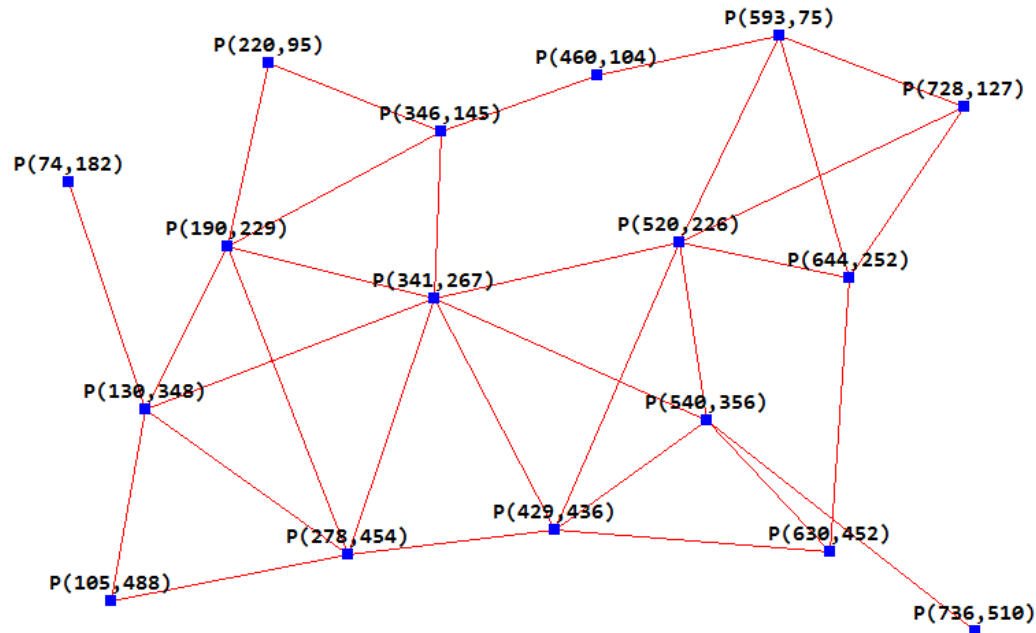 P(593,75)
P(220,95)
P(460,104)
P(728,127)
P(346,145)
P(74,182)
P(190,229)
P(520,226)
P(644,252)
P(341,267)
P(130,348)
P(540,356)
P(429,436)
P(278,454)
P(630,452)
P(105,488)
P(736,510)